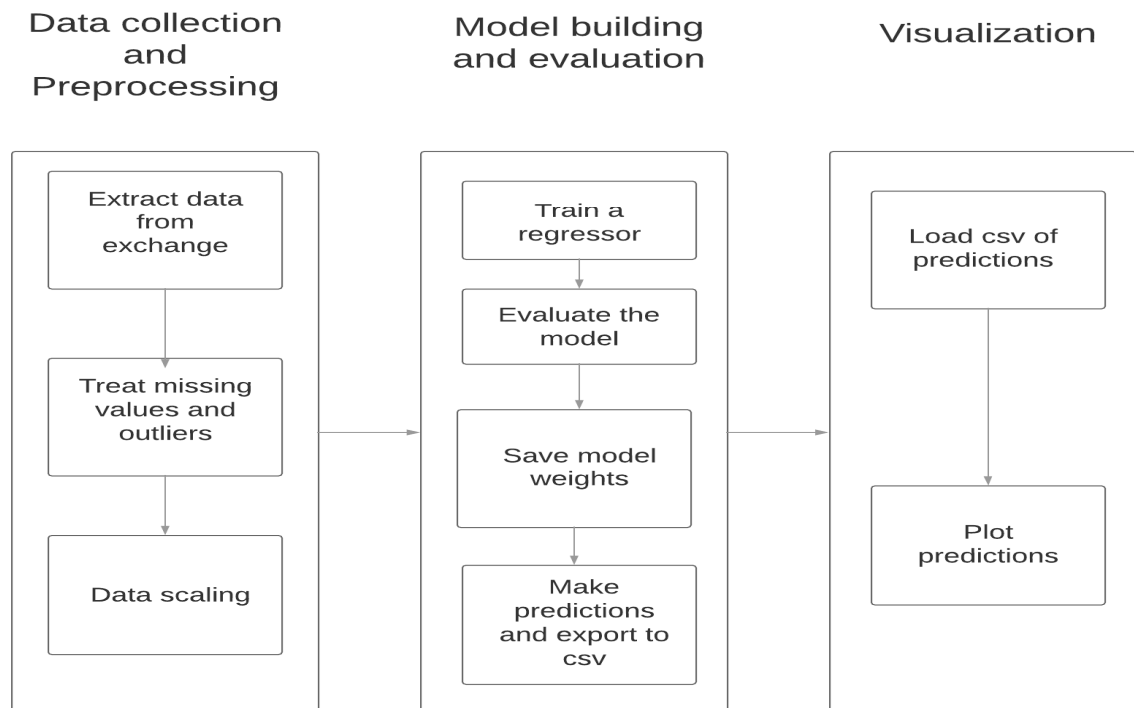 Data collection
and
Preprocessing
Extract data
from
exchange
Treat missing
values and
outliers
Data scaling
Model building
and evaluation
Train a
regressor
Evaluate the
model
Save model
weights
Make
predictions
and export to
csv
Visualization
Load csv of
predictions
Plot
predictions